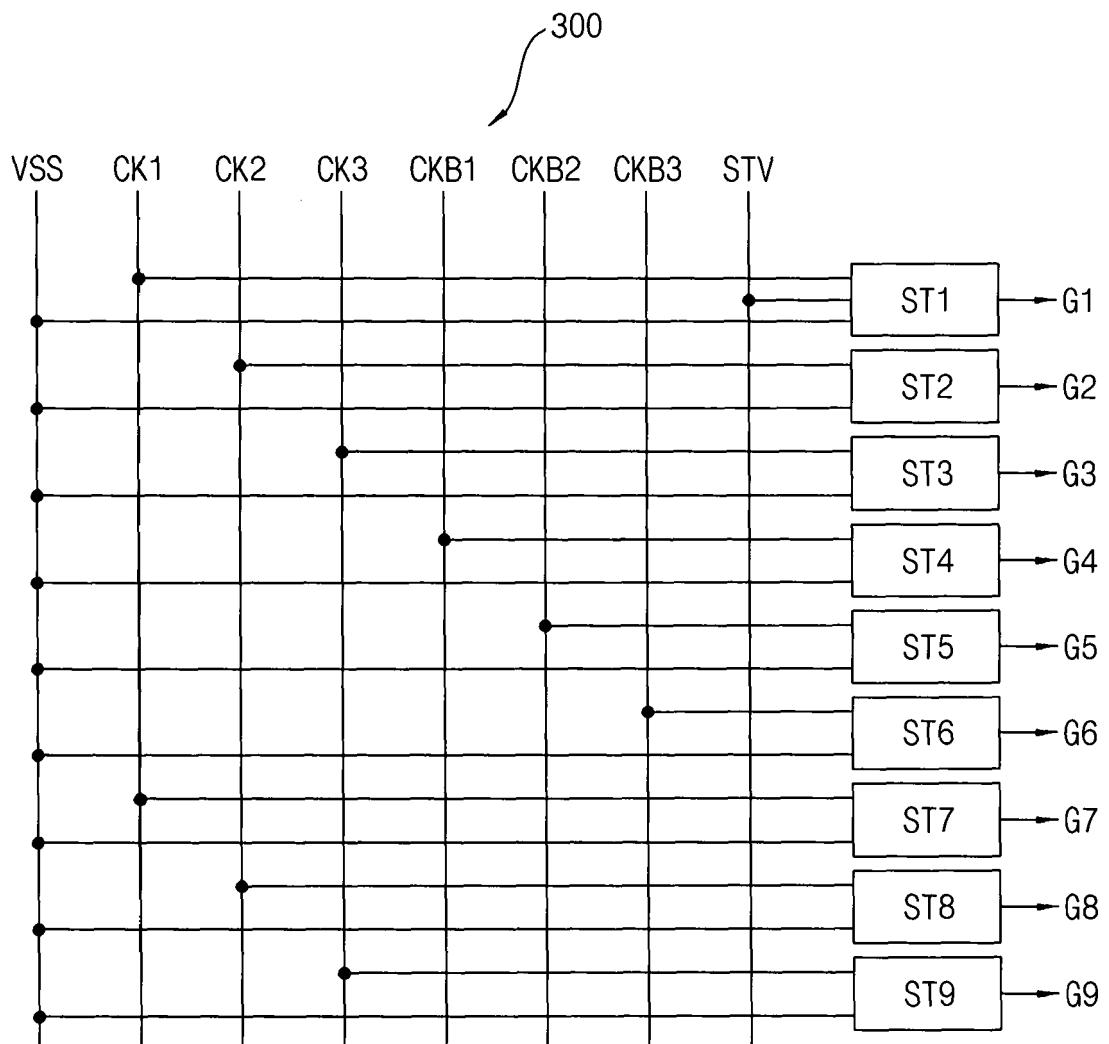 300
VSS CK1 CK2 CK3 CKB1 CKB2 CKB3 STV
ST1 G1
ST2 G2
ST3 G3
ST4 G4
ST5 G5
ST6 G6
ST7 G7
ST8 G8
ST9 G9